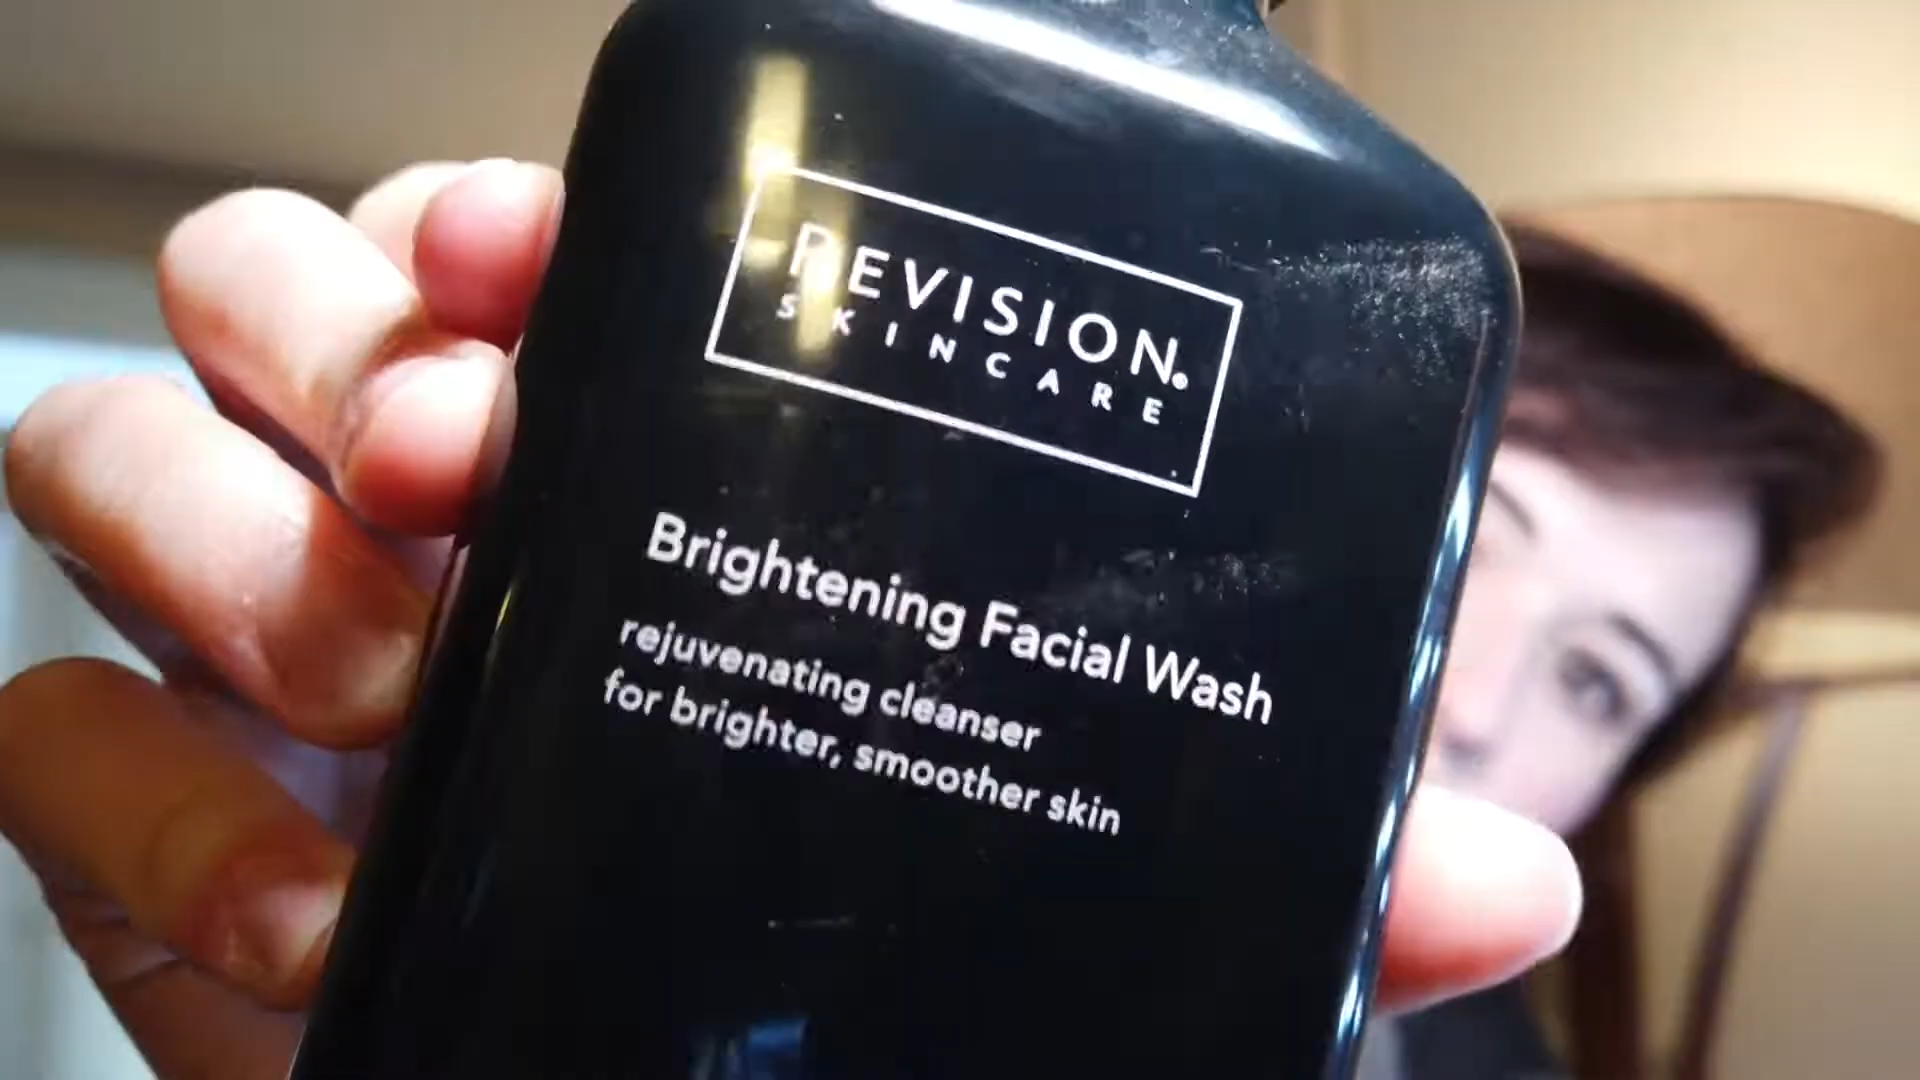 REVISION®
SKINCARE
Brightening Facial Wash
rejuvenating cleanser
for brighter, smoother skin